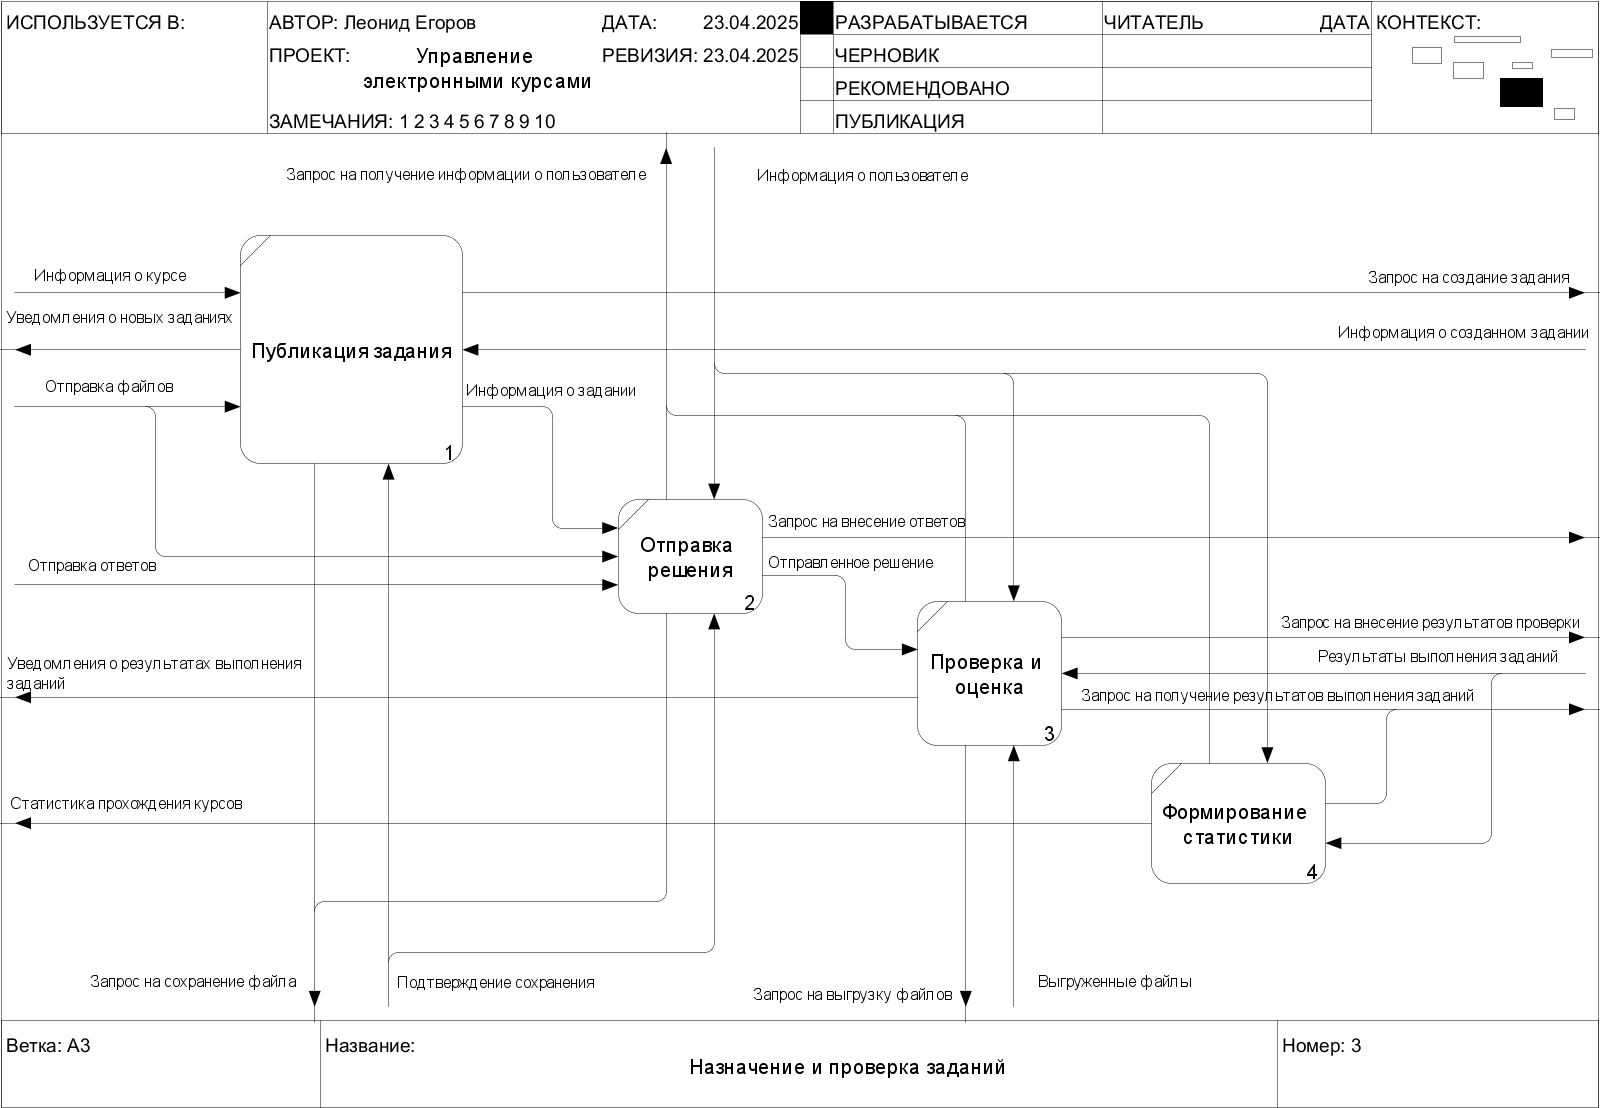 ИСПОЛЬЗУЕТСЯ В:
АВТОР: Леонид Егоров
ДАТА: 23.04.2025
РАЗРАБАТЫВАЕТСЯ
ЧИТАТЕЛЬ
ДАТА
КОНТЕКСТ:
ПРОЕКТ: Управление
электронными курсами
РЕВИЗИЯ: 23.04.2025
ЧЕРНОВИК
РЕКОМЕНДОВАНО
ЗАМЕЧАНИЯ: 1 2 3 4 5 6 7 8 9 10
ПУБЛИКАЦИЯ
Запрос на получение информации о пользователе
Информация о пользователе
Информация о курсе
Запрос на создание задания
Уведомления о новых заданиях
Информация о созданном задании
Публикация задания
1
Отправка файлов
Информация о задании
Запрос на внесение ответов
Отправка
решения
2
Отправка ответов
Отправленное решение
Запрос на внесение результатов проверки
Уведомления о результатах выполнения
заданий
Проверка и
оценка
3
Результаты выполнения заданий
Запрос на получение результатов выполнения заданий
Статистика прохождения курсов
Формирование
статистики
4
Запрос на сохранение файла
Подтверждение сохранения
Запрос на выгрузку файлов
Выгруженные файлы
Ветка: А3
Название:
Назначение и проверка заданий
Номер: 3